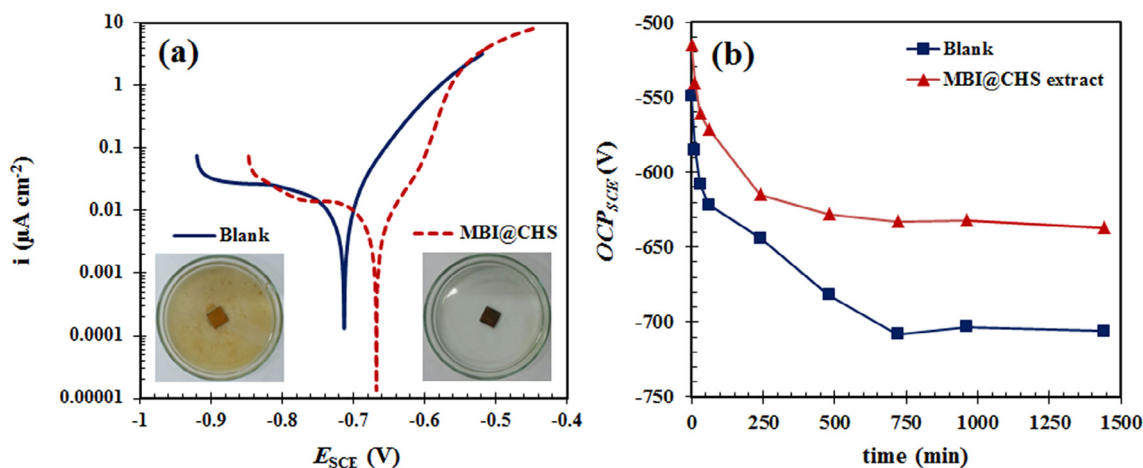 (a)
i (µA cm⁻²)
10
1
0.1
0.01
0.001
0.0001
0.00001
Blank
MBI@CHS
-1
-0.9
-0.8
-0.7
-0.6
-0.5
-0.4
E_SCE (V)
(b)
OCP_SCE (V)
-500
-550
-600
-650
-700
-750
Blank
MBI@CHS extract
0
250
500
750
1000
1250
1500
time (min)